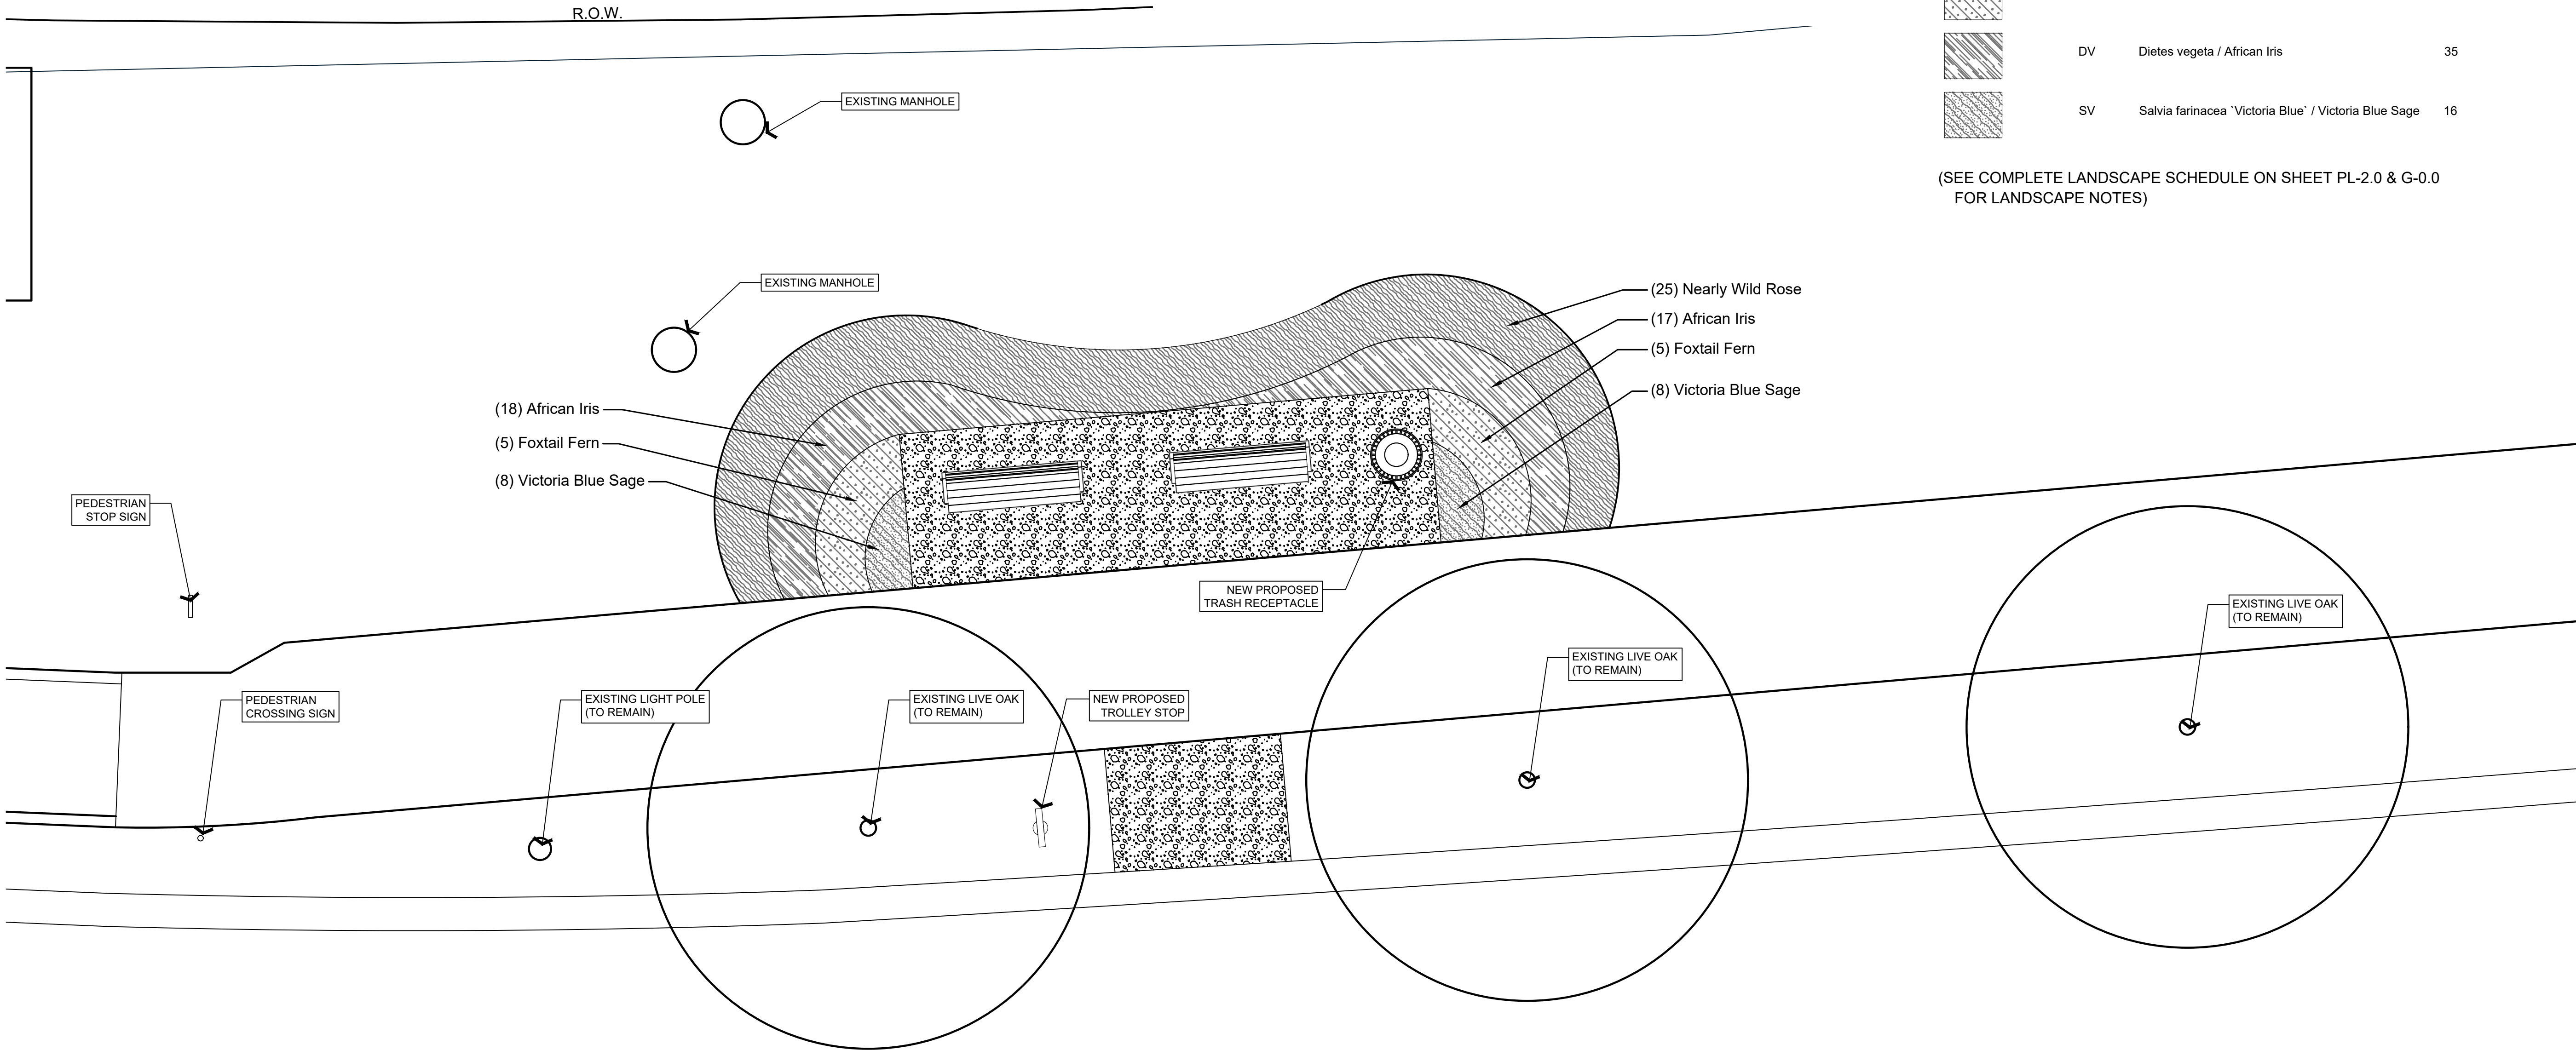 R.O.W.
DV Dietes vegeta / African Iris 35
EXISTING MANHOLE
SV Salvia farinacea `Victoria Blue` / Victoria Blue Sage 16
(SEE COMPLETE LANDSCAPE SCHEDULE ON SHEET PL-2.0 & G-0.0
FOR LANDSCAPE NOTES)
EXISTING MANHOLE
(25) Nearly Wild Rose
(17) African Iris
(5) Foxtail Fern
(8) Victoria Blue Sage
(18) African Iris
(5) Foxtail Fern
(8) Victoria Blue Sage
PEDESTRIAN
STOP SIGN
NEW PROPOSED
TRASH RECEPTACLE
EXISTING LIVE OAK
(TO REMAIN)
EXISTING LIVE OAK
(TO REMAIN)
PEDESTRIAN
CROSSING SIGN
EXISTING LIGHT POLE
(TO REMAIN)
EXISTING LIVE OAK
(TO REMAIN)
NEW PROPOSED
TROLLEY STOP